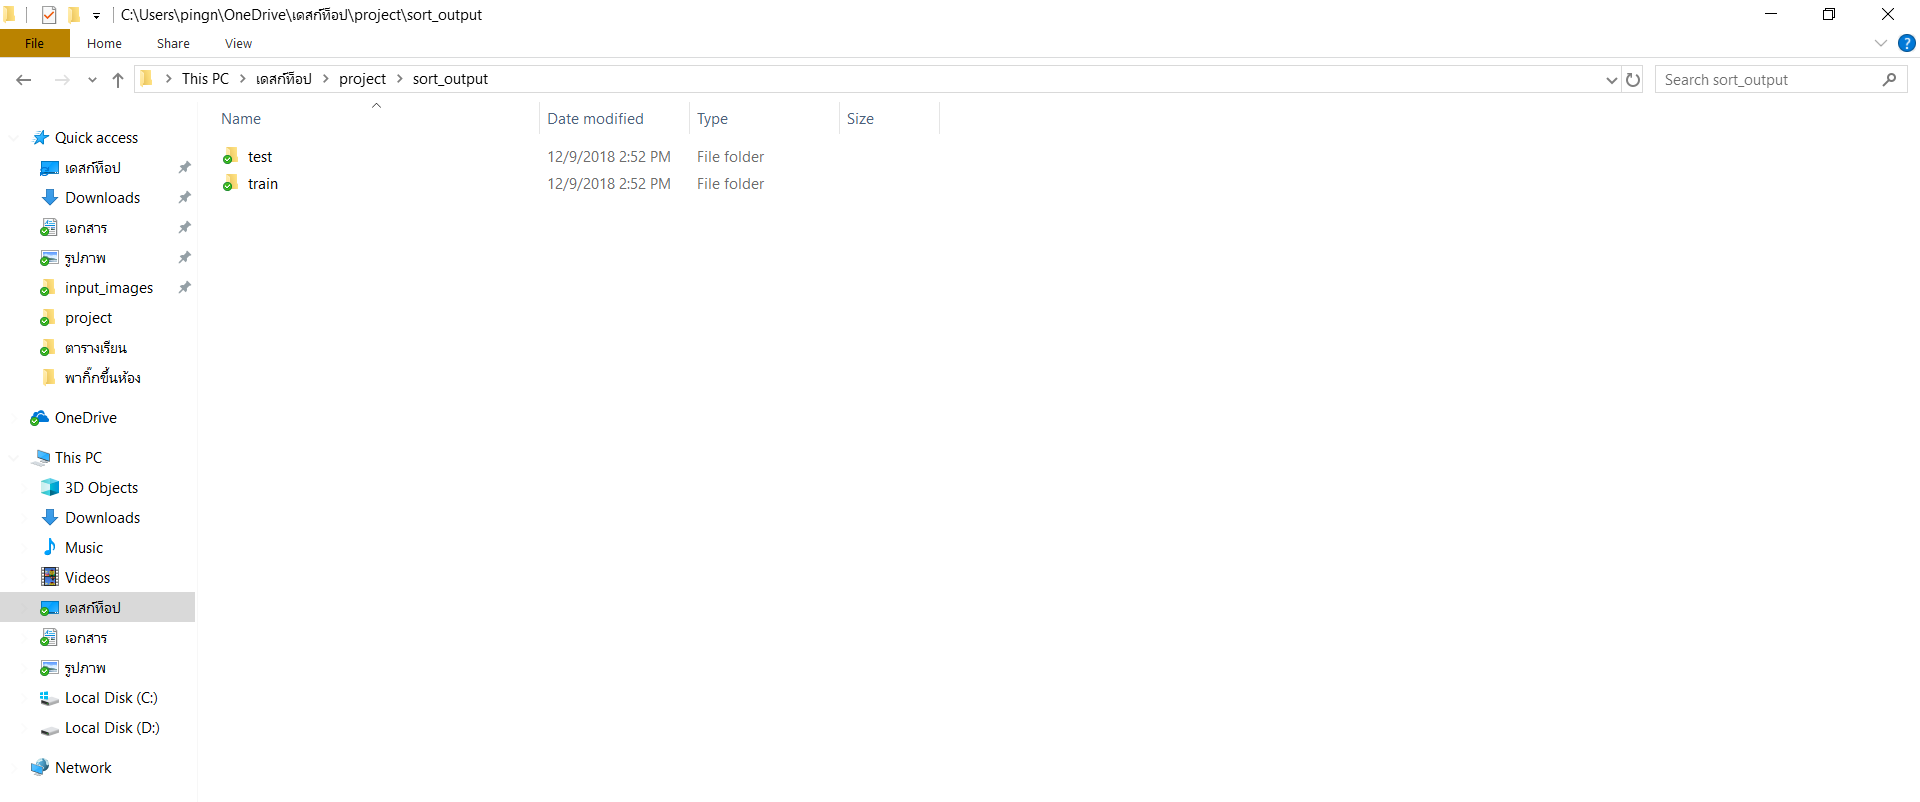 C:\Users\pingn\OneDrive\เดสก์ท็อป\project\sort_output
File Home Share View
This PC เดสก์ท็อป project sort_output
Search sort_output
Name Date modified Type Size
test 12/9/2018 2:52 PM File folder
train 12/9/2018 2:52 PM File folder
Quick access
เดสก์ท็อป
Downloads
เอกสาร
รูปภาพ
input_images
project
ตารางเรียน
พากิ๊กขึ้นห้อง
OneDrive
This PC
3D Objects
Downloads
Music
Videos
เดสก์ท็อป
เอกสาร
รูปภาพ
Local Disk (C:)
Local Disk (D:)
Network